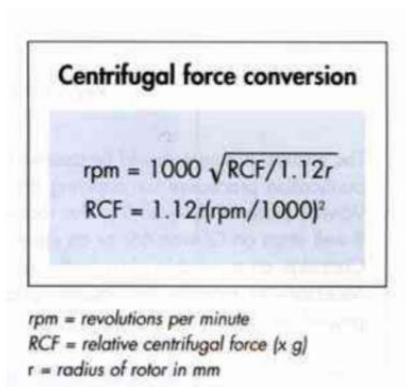 Centrifugal force conversion
rpm = 1000 √RCF/1.12r
RCF = 1.12r(rpm/1000)²
rpm = revolutions per minute
RCF = relative centrifugal force (x g)
r = radius of rotor in mm